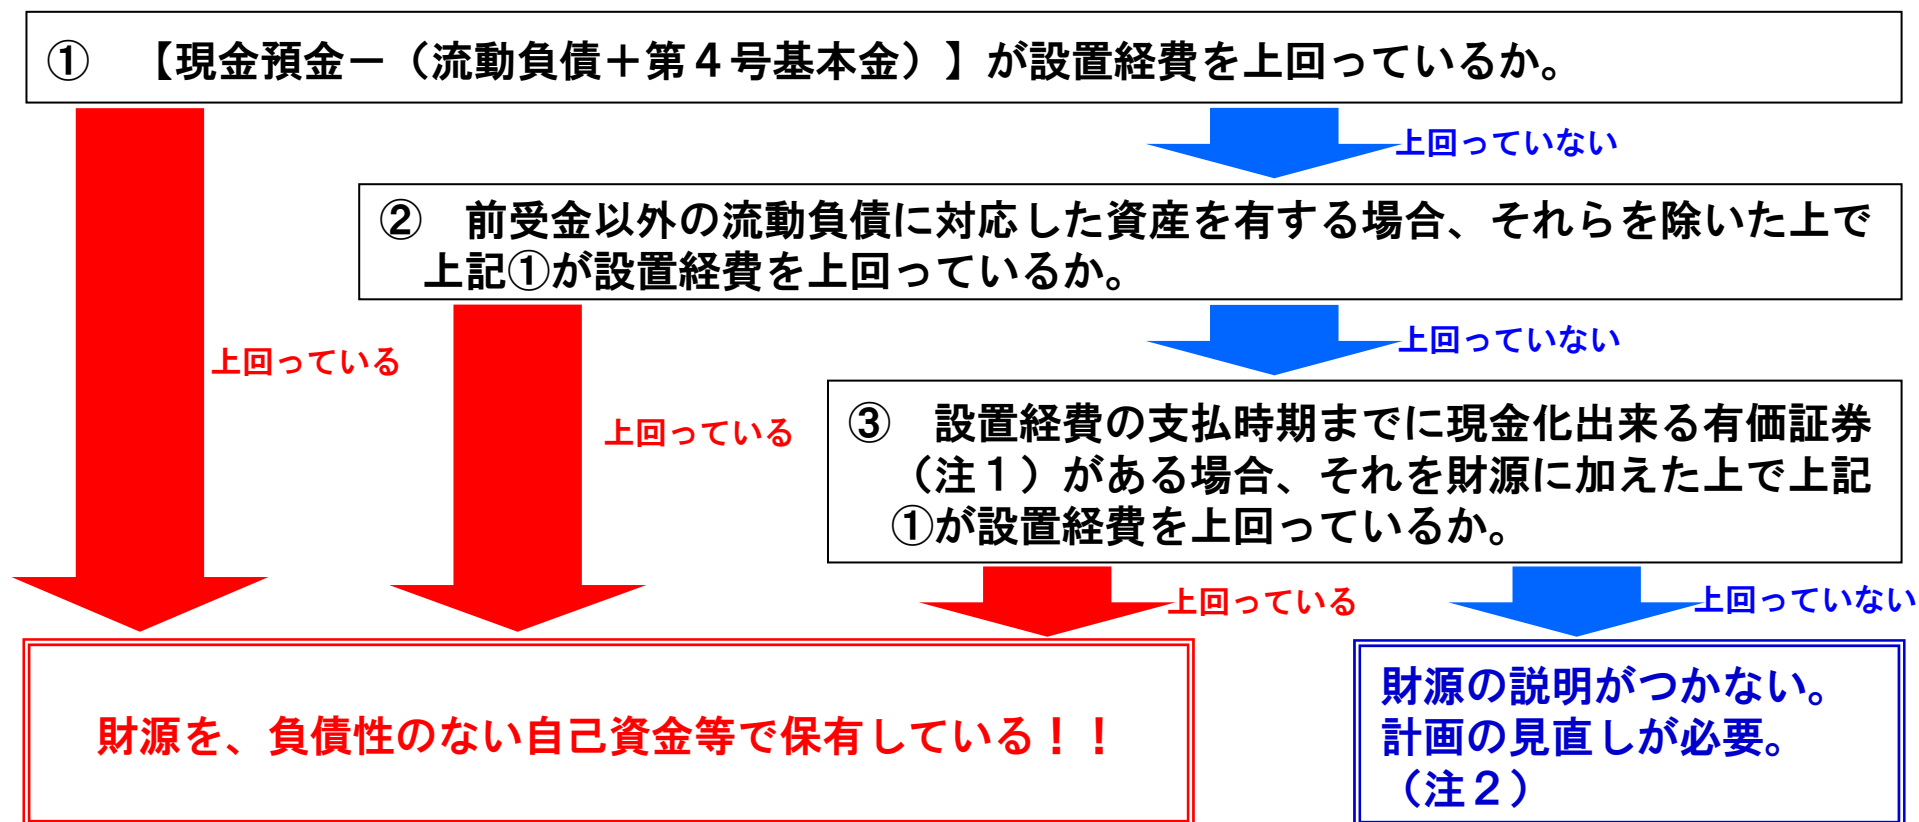 ① 【現金預金－（流動負債＋第４号基本金）】が設置経費を上回っているか。
上回っていない
② 前受金以外の流動負債に対応した資産を有する場合、それらを除いた上で
上記①が設置経費を上回っているか。
上回っている
上回っていない
上回っている
③ 設置経費の支払時期までに現金化出来る有価証券
（注１）がある場合、それを財源に加えた上で上記
①が設置経費を上回っているか。
上回っている
上回っていない
財源を、負債性のない自己資金等で保有している！！
財源の説明がつかない。
計画の見直しが必要。
（注２）